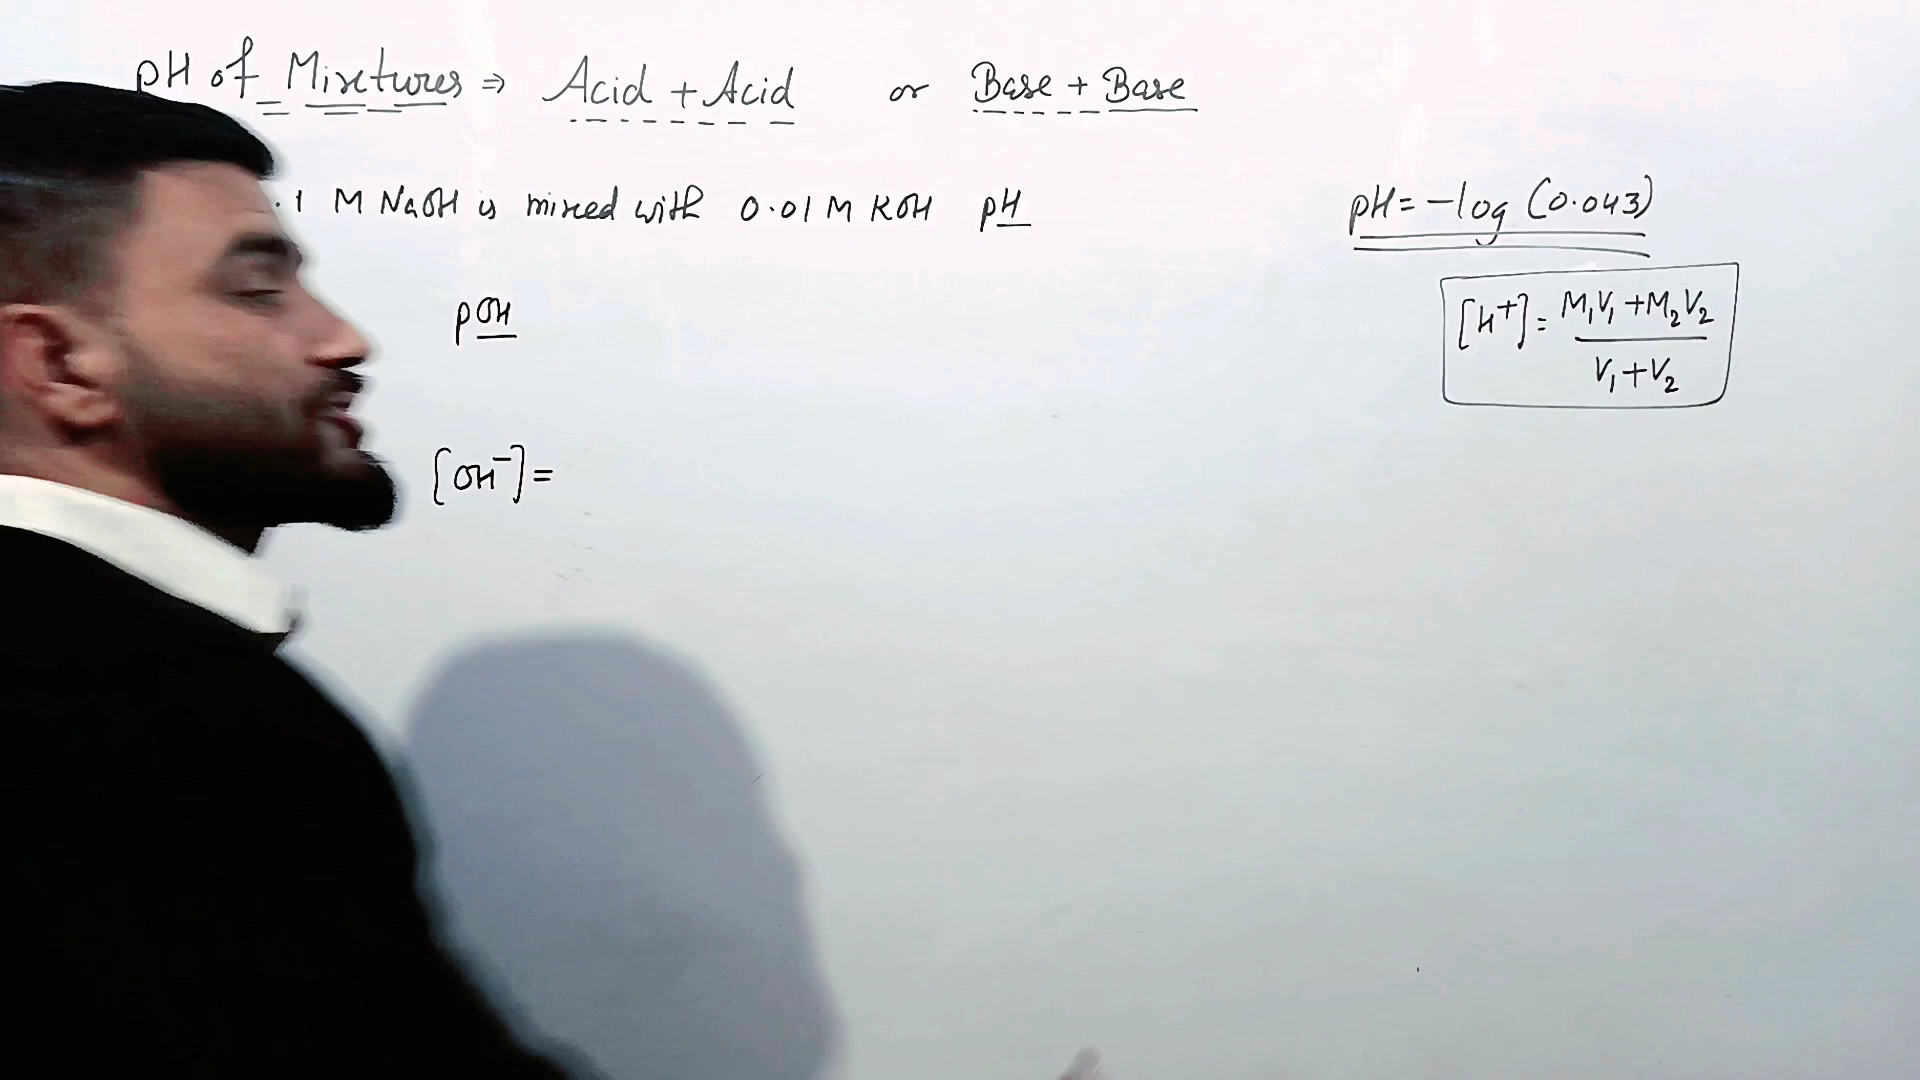 pH of Mixtures ⇒ Acid + Acid or Base + Base
.1 M NaOH is mixed with 0.01 M KOH pH
pH = -log (0.043)
[H⁺] = M₁V₁ + M₂V₂
V₁ + V₂
pOH
[OH⁻] =